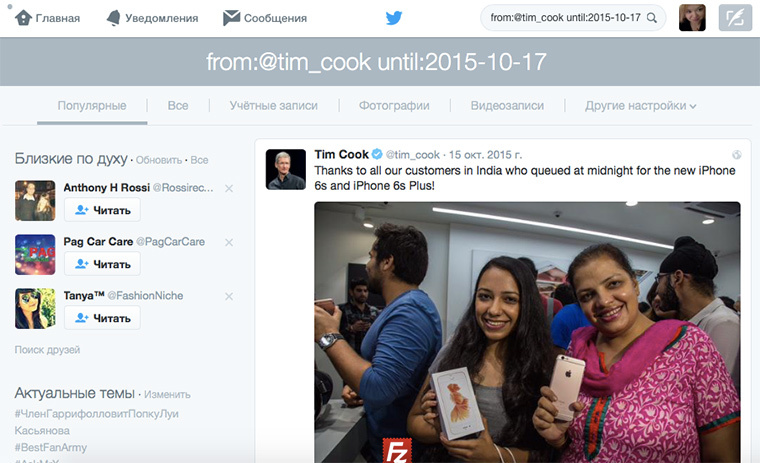 Главная
Уведомления
Сообщения
from:@tim_cook until:2015-10-17
from:@tim_cook until:2015-10-17
Популярные
Все
Учётные записи
Фотографии
Видеозаписи
Другие настройки
Близкие по духу · Обновить · Все
Anthony H Rossi @Rossirec...
Читать
Pag Car Care @PagCarCare
Читать
Tanya™ @FashionNiche
Читать
Поиск друзей
Актуальные темы · Изменить
#ЧленГаррифолловитПопкуЛуи
Касьянова
#BestFanArmy
Tim Cook @tim_cook · 15 окт. 2015 г.
Thanks to all our customers in India who queued at midnight for the new iPhone
6s and iPhone 6s Plus!
FZ